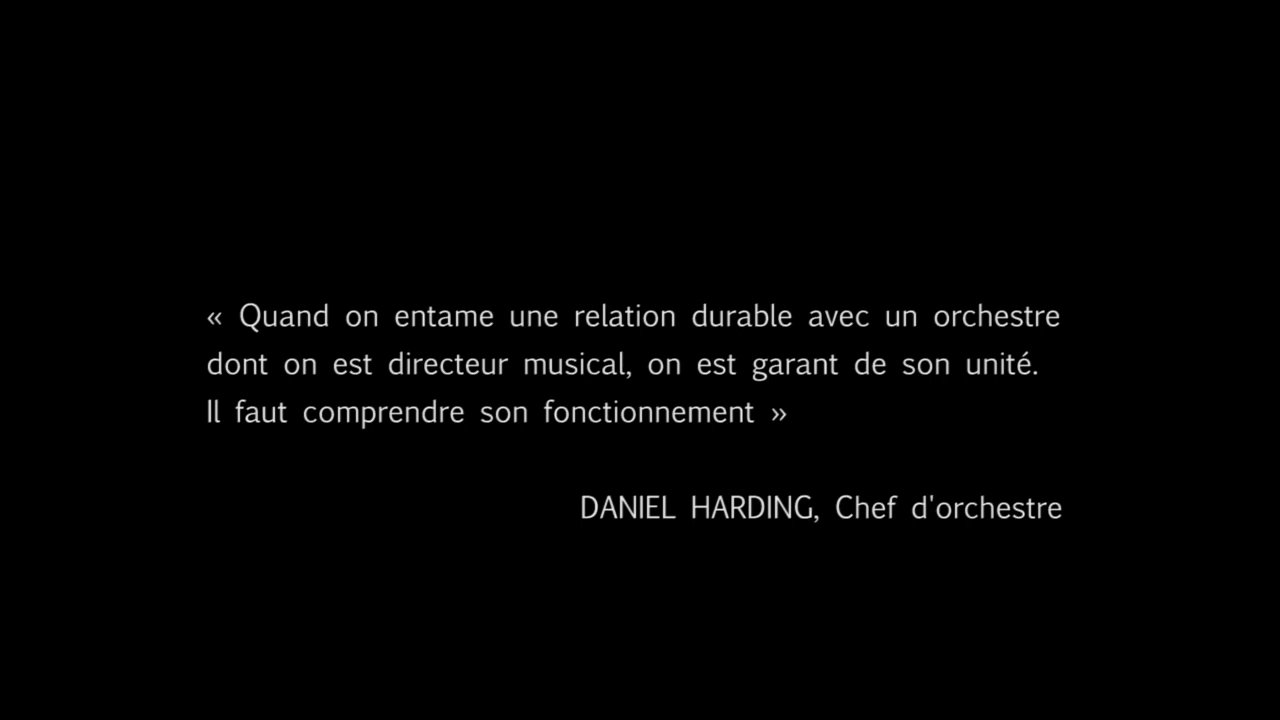 « Quand on entame une relation durable avec un orchestre
dont on est directeur musical, on est garant de son unité.
Il faut comprendre son fonctionnement »
DANIEL HARDING, Chef d'orchestre